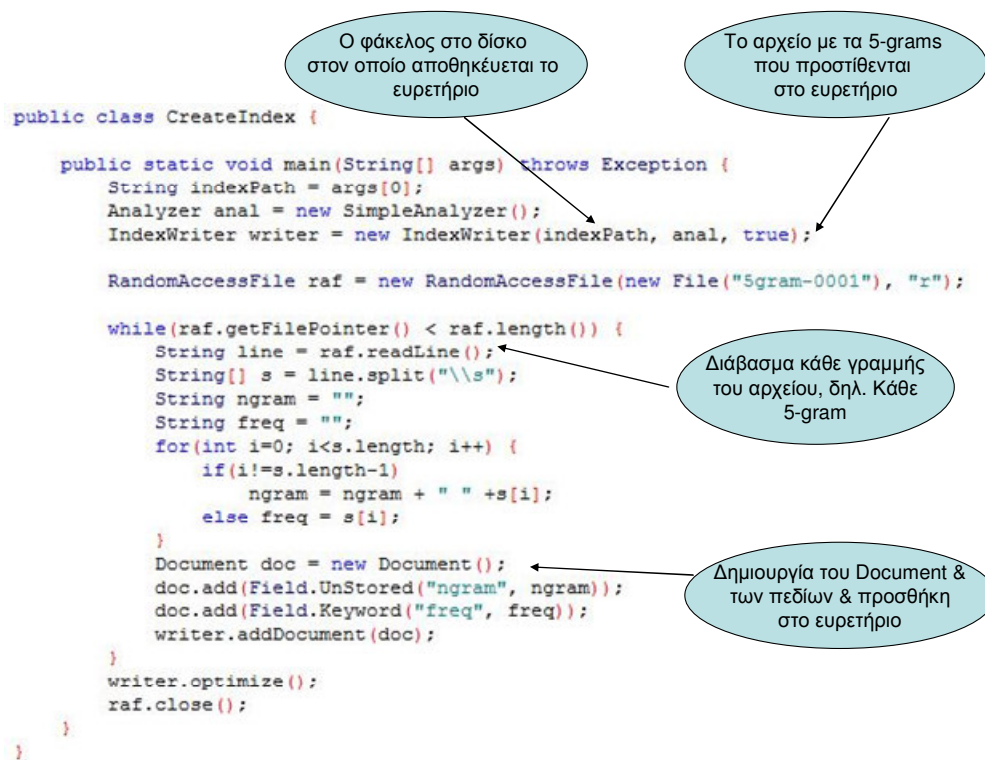 Ο φάκελος στο δίσκο
στον οποίο αποθηκέυεται το
ευρετήριο
Το αρχείο με τα 5-grams
που προστίθενται
στο ευρετήριο
public class CreateIndex {
public static void main(String[] args) throws Exception {
String indexPath = args[0];
Analyzer anal = new SimpleAnalyzer();
IndexWriter writer = new IndexWriter(indexPath, anal, true);
RandomAccessFile raf = new RandomAccessFile(new File("5gram-0001"), "r");
while(raf.getFilePointer() < raf.length()) {
String line = raf.readLine();
String[] s = line.split("\\s");
String ngram = "";
String freq = "";
for(int i=0; i<s.length; i++) {
if(i!=s.length-1)
ngram = ngram + " " +s[i];
else freq = s[i];
}
Διάβασμα κάθε γραμμής
του αρχείου, δηλ. Κάθε
5-gram
Document doc = new Document();
doc.add(Field.UnStored("ngram", ngram));
doc.add(Field.Keyword("freq", freq));
writer.addDocument(doc);
}
Δημιουργία του Document &
των πεδίων & προσθήκη
στο ευρετήριο
writer.optimize();
raf.close();
}
}